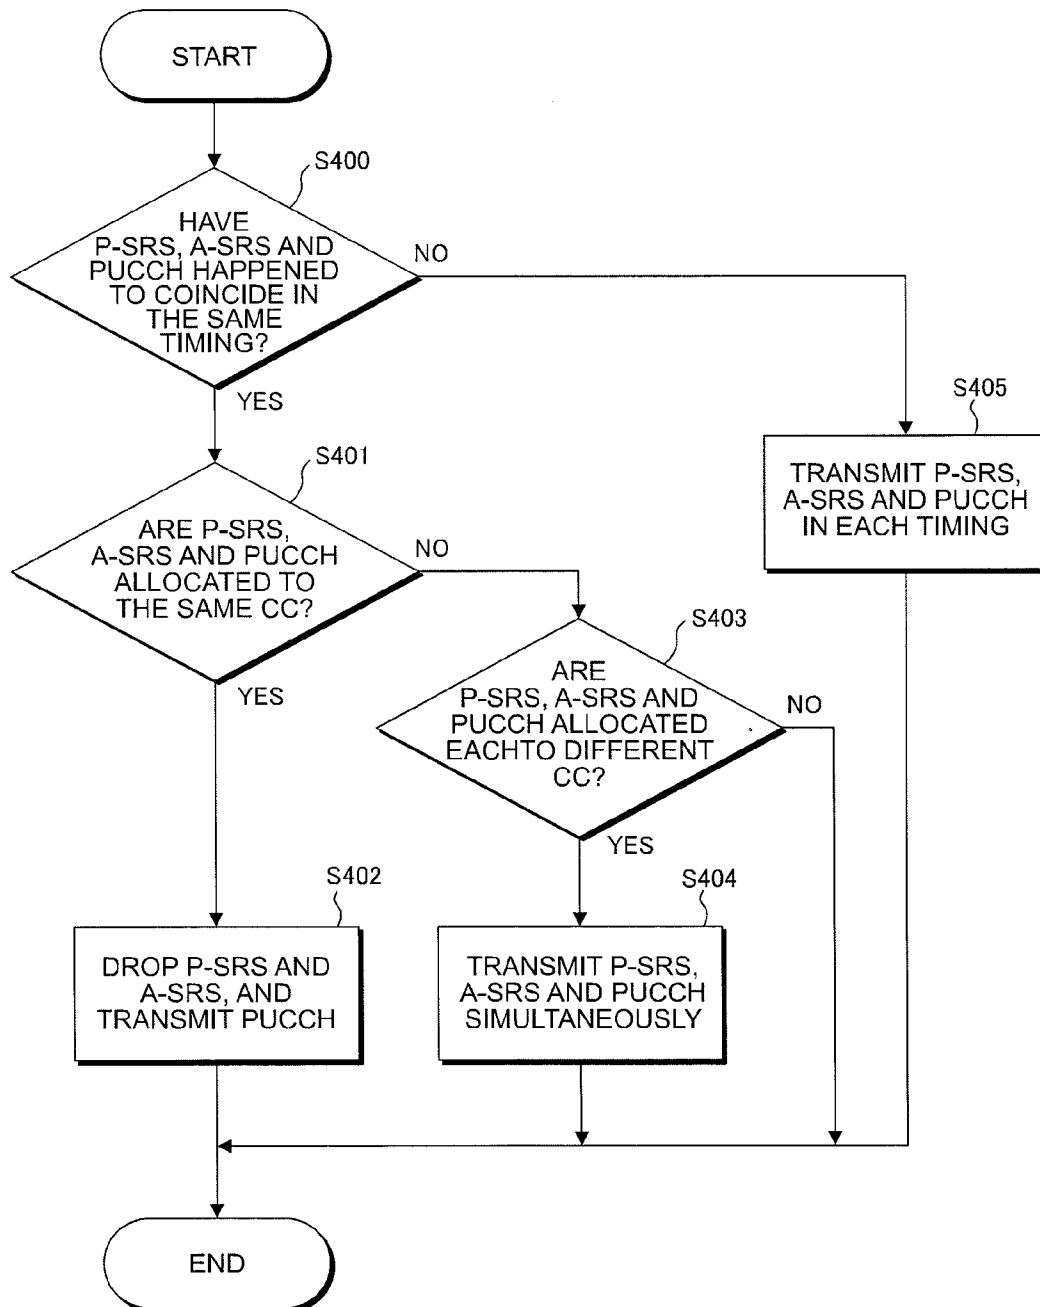 START
S400
HAVE
P-SRS, A-SRS AND
PUCCH HAPPENED
TO COINCIDE IN
THE SAME
TIMING?
NO
YES
S401
ARE P-SRS,
A-SRS AND PUCCH
ALLOCATED TO
THE SAME CC?
NO
YES
S405
TRANSMIT P-SRS,
A-SRS AND PUCCH
IN EACH TIMING
S403
ARE
P-SRS, A-SRS AND
PUCCH ALLOCATED
EACHTO DIFFERENT
CC?
NO
YES
S402
DROP P-SRS AND
A-SRS, AND
TRANSMIT PUCCH
S404
TRANSMIT P-SRS,
A-SRS AND PUCCH
SIMULTANEOUSLY
END